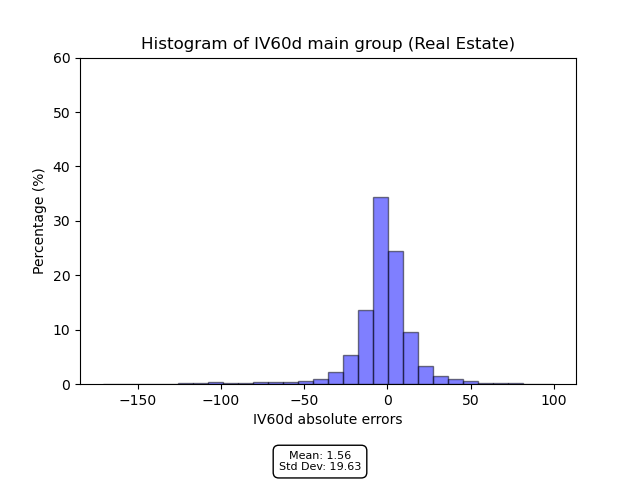 Histogram of IV60d main group (Real Estate)
60
50
40
30
20
10
0
Percentage (%)
−150
−100
−50
0
50
100
IV60d absolute errors
Mean: 1.56
Std Dev: 19.63